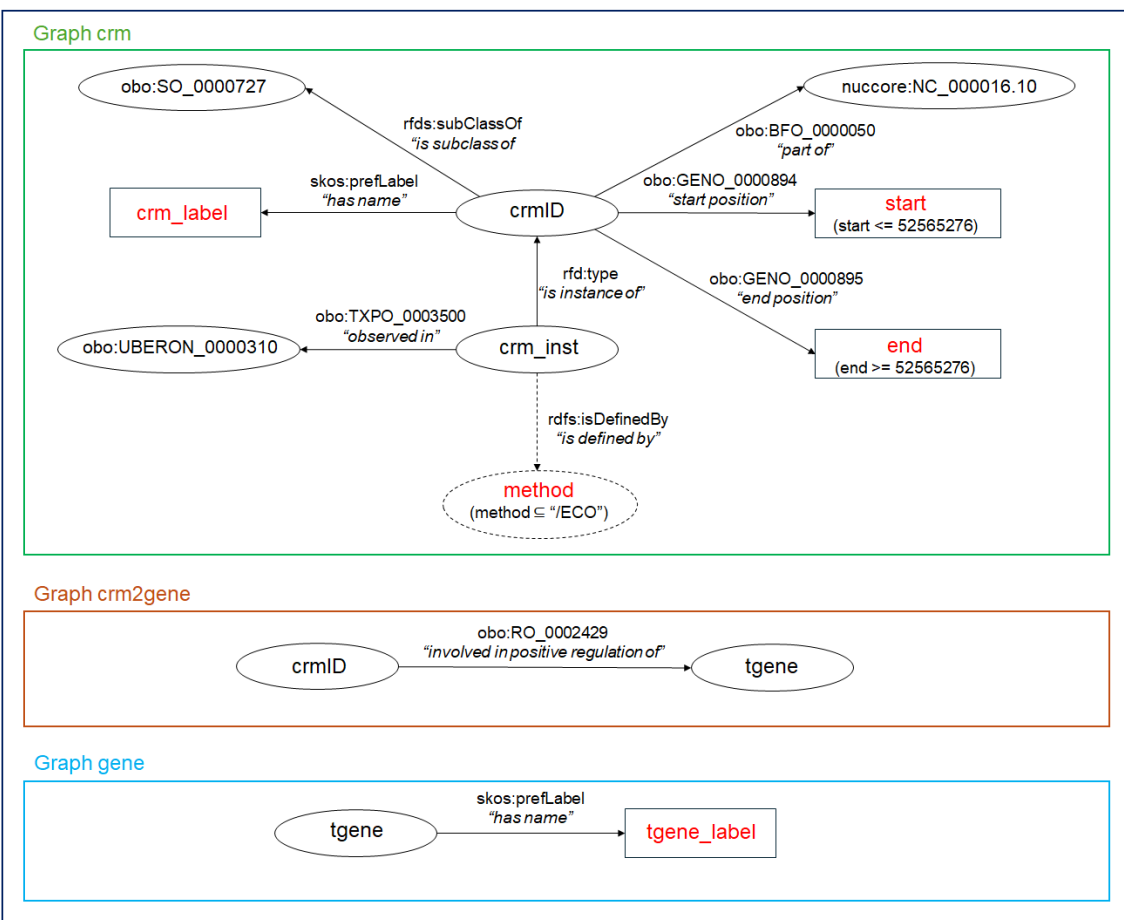 Graph crm
obo:SO_0000727
nuccore:NC_000016.10
rfds:subClassOf
"is subclass of
obo:BFO_0000050
"part of"
skos:prefLabel
"has name"
obo:GENO_0000894
"start position"
crm_label
crmID
start
(start <= 52565276)
rfd:type
"is instance of"
obo:GENO_0000895
"end position"
obo:TXPO_0003500
"observed in"
obo:UBERON_0000310
crm_inst
end
(end >= 52565276)
rdfs:isDefinedBy
"is defined by"
method
(method ⊆ "/ECO")
Graph crm2gene
obo:RO_0002429
"involved in positive regulation of"
crmID
tgene
Graph gene
skos:prefLabel
"has name"
tgene
tgene_label